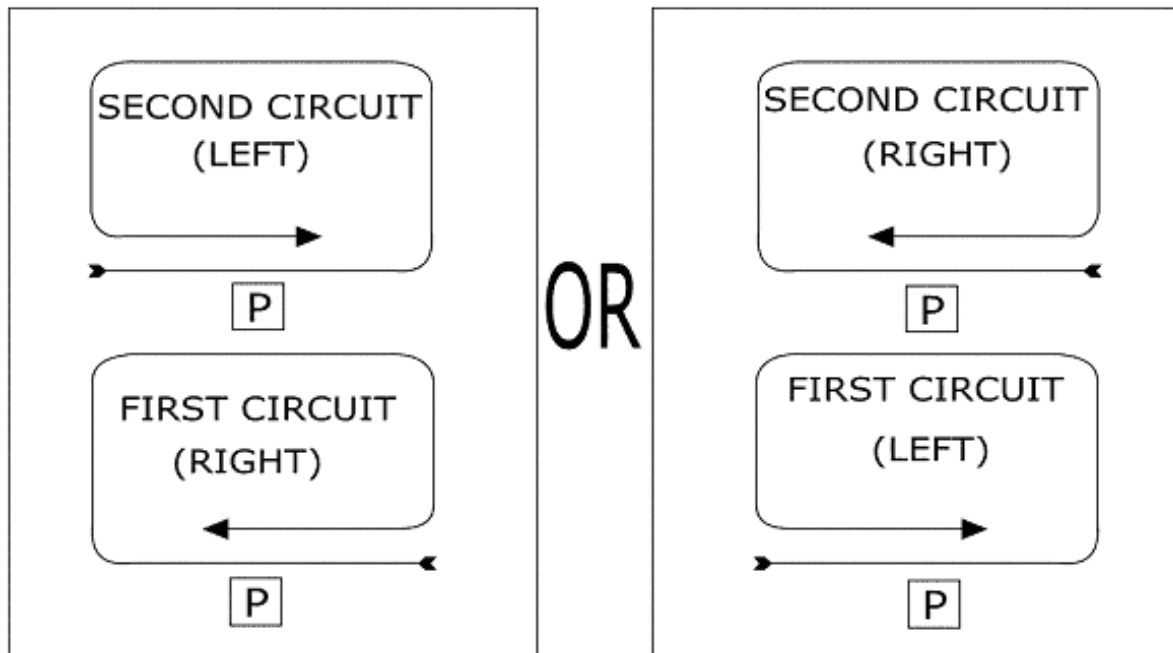 SECOND CIRCUIT
(LEFT)
P
FIRST CIRCUIT
(RIGHT)
P
OR
SECOND CIRCUIT
(RIGHT)
P
FIRST CIRCUIT
(LEFT)
P